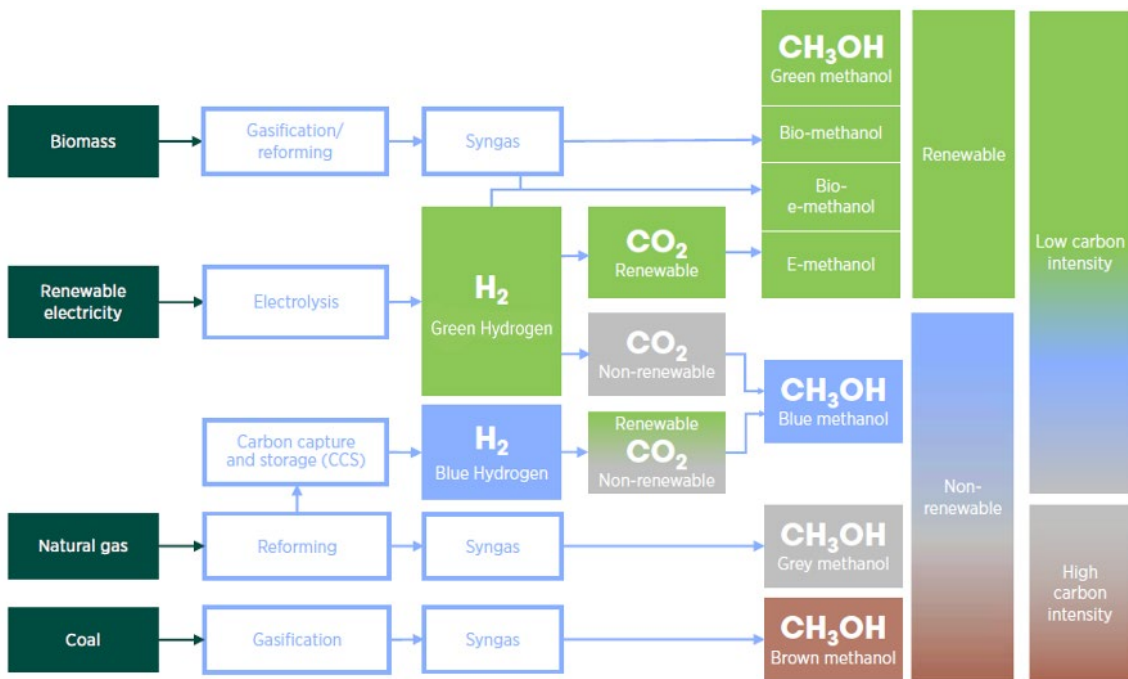 CH₃OH
Green methanol
Biomass
Gasification/
reforming
Syngas
Bio-methanol
Renewable
Bio-
e-methanol
Renewable
electricity
Electrolysis
H₂
Green Hydrogen
CO₂
Renewable
E-methanol
Low carbon
intensity
CO₂
Non-renewable
CH₃OH
Blue methanol
Carbon capture
and storage (CCS)
H₂
Blue Hydrogen
Renewable
CO₂
Non-renewable
Non-
renewable
Natural gas
Reforming
Syngas
CH₃OH
Grey methanol
High
carbon
intensity
Coal
Gasification
Syngas
CH₃OH
Brown methanol